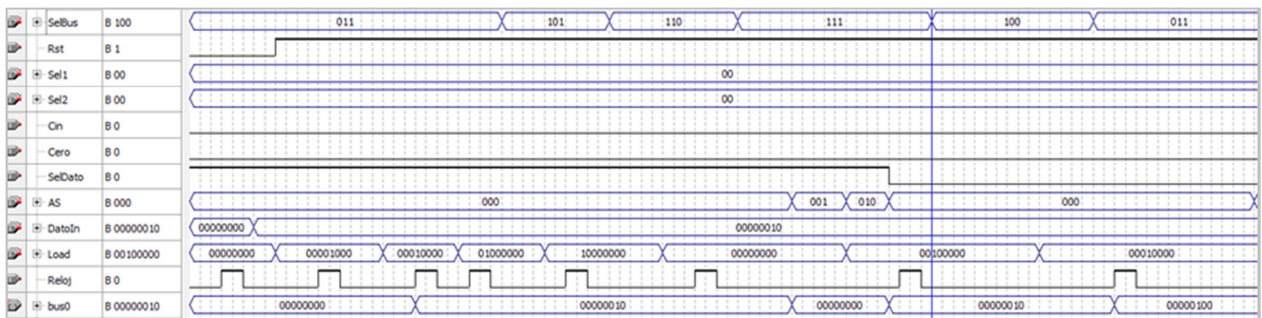 SelBus B 100 011 101 110 111 100 011
Rst B 1
Sel1 B 00 00
Sel2 B 00 00
Cin B 0
Cero B 0
SelDato B 0
AS B 000 000 001 010 000
DatoIn B 00000010 00000000 00000010
Load B 00100000 00000000 00001000 00010000 01000000 10000000 00000000 00100000 00010000
Reloj B 0
bus0 B 00000010 00000000 00000010 00000000 00000010 00000100